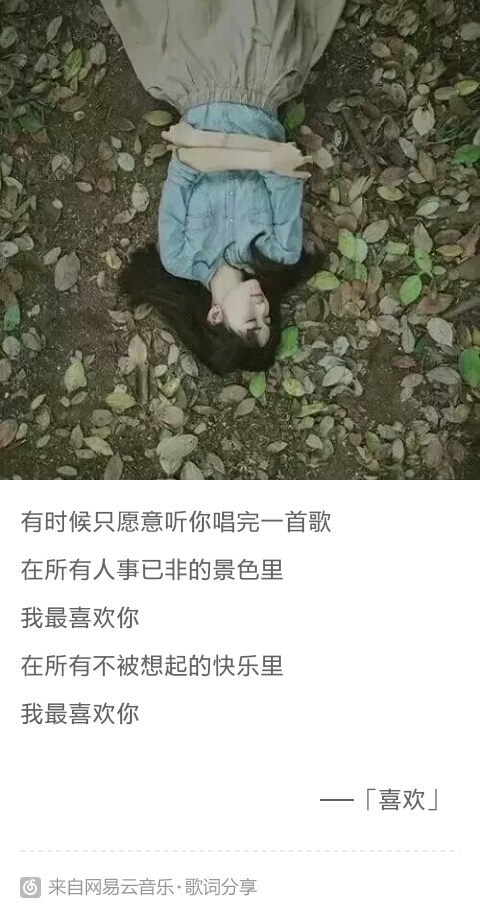 有时候只愿意听你唱完一首歌
在所有人事已非的景色里
我最喜欢你
在所有不被想起的快乐里
我最喜欢你
——「喜欢」
来自网易云音乐·歌词分享